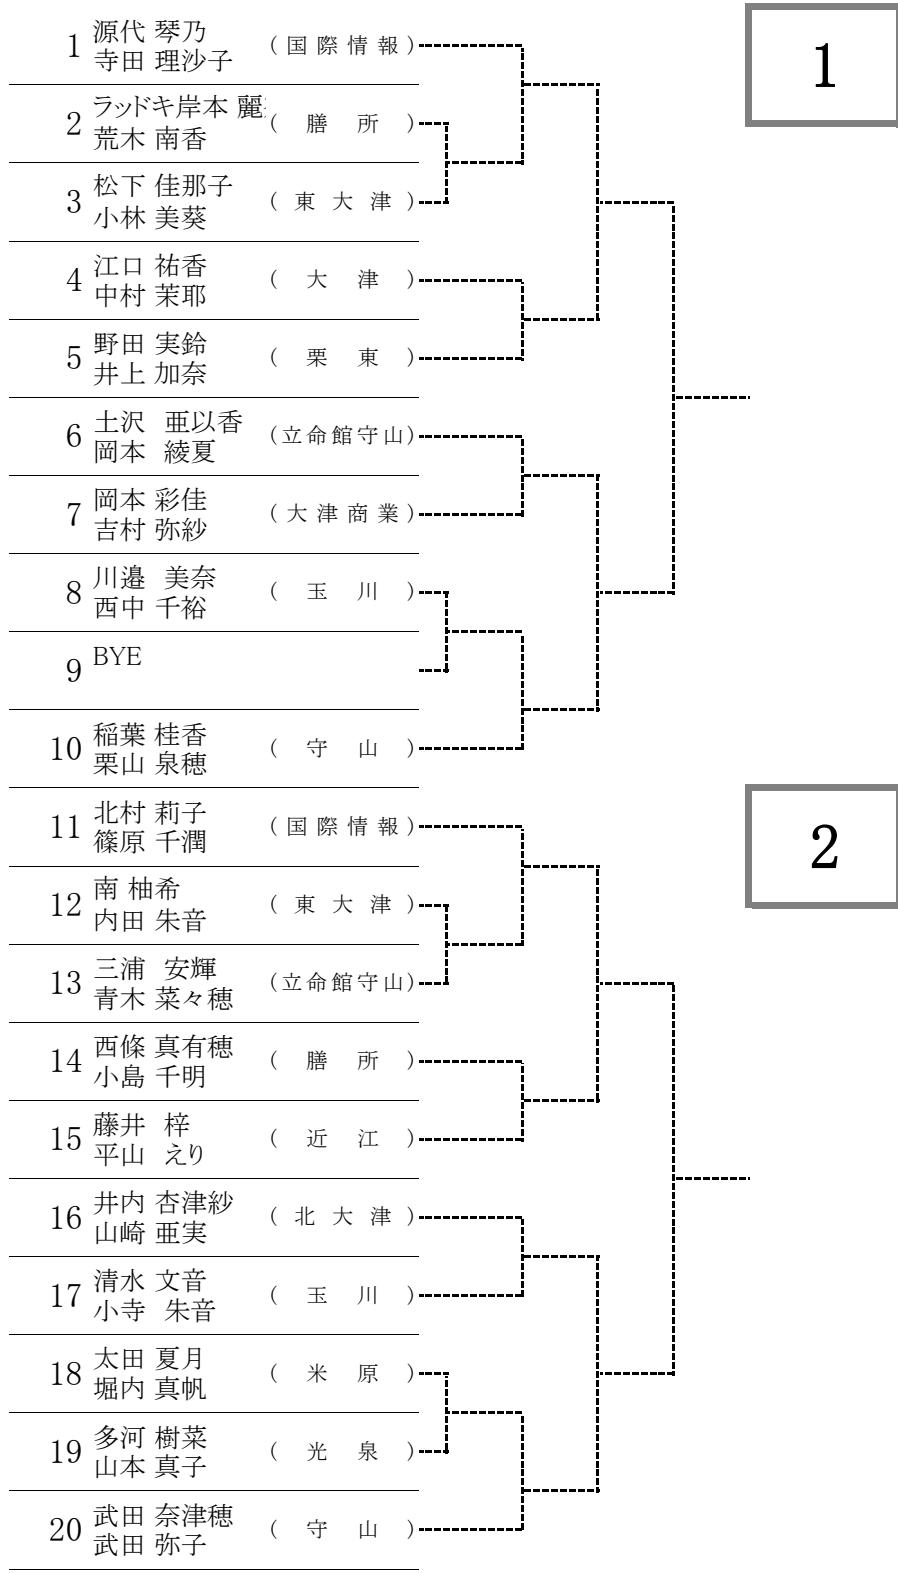 1
1 源代 琴乃 (国際情報)
寺田 理沙子
2 ラッドキ岸本 麗 (膳所)
荒木 南香
3 松下 佳那子 (東大津)
小林 美葵
4 江口 祐香 (大津)
中村 茉耶
5 野田 実鈴 (栗東)
井上 加奈
6 土沢 亜以香 (立命館守山)
岡本 綾夏
7 岡本 彩佳 (大津商業)
吉村 弥紗
8 川邉 美奈 (玉川)
西中 千裕
9 BYE
10 稲葉 桂香 (守山)
栗山 泉穂
2
11 北村 莉子 (国際情報)
篠原 千潤
12 南 柚希 (東大津)
内田 朱音
13 三浦 安輝 (立命館守山)
青木 菜々穂
14 西條 真有穂 (膳所)
小島 千明
15 藤井 梓 (近江)
平山 えり
16 井内 杏津紗 (北大津)
山崎 亜実
17 清水 文音 (玉川)
小寺 朱音
18 太田 夏月 (米原)
堀内 真帆
19 多河 樹菜 (光泉)
山本 真子
20 武田 奈津穂 (守山)
武田 弥子